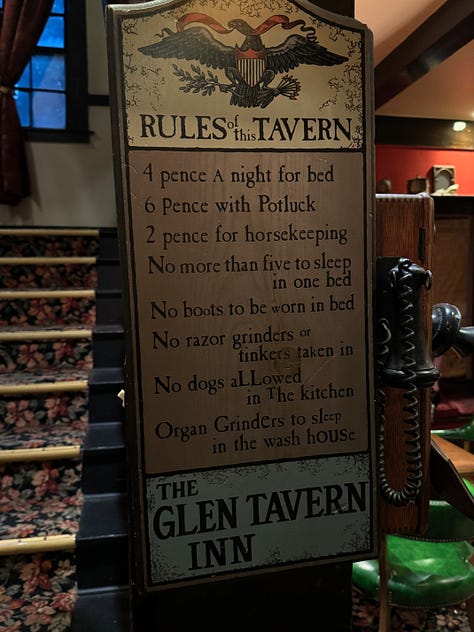 RULES of this TAVERN
4 pence A night for bed
6 Pence with Potluck
2 pence for horsekeeping
No more than five to sleep
in one bed
No boots to be worn in bed
No razor grinders or
tinkers taken in
No dogs aLLowed
in The kitchen
Organ GrinDers to sleep
in the wash hoUSe
THE
GLEN TAVERN
INN